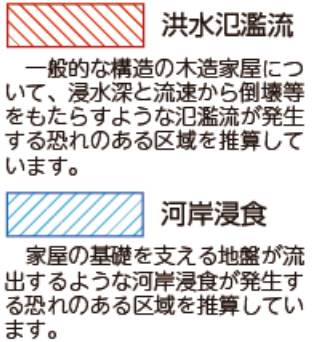 洪水氾濫流
一般的な構造の木造家屋につ
いて、浸水深と流速から倒壊等
をもたらすような氾濫流が発生
する恐れのある区域を推算して
います。
河岸浸食
家屋の基礎を支える地盤が流
出するような河岸浸食が発生す
る恐れのある区域を推算してい
ます。